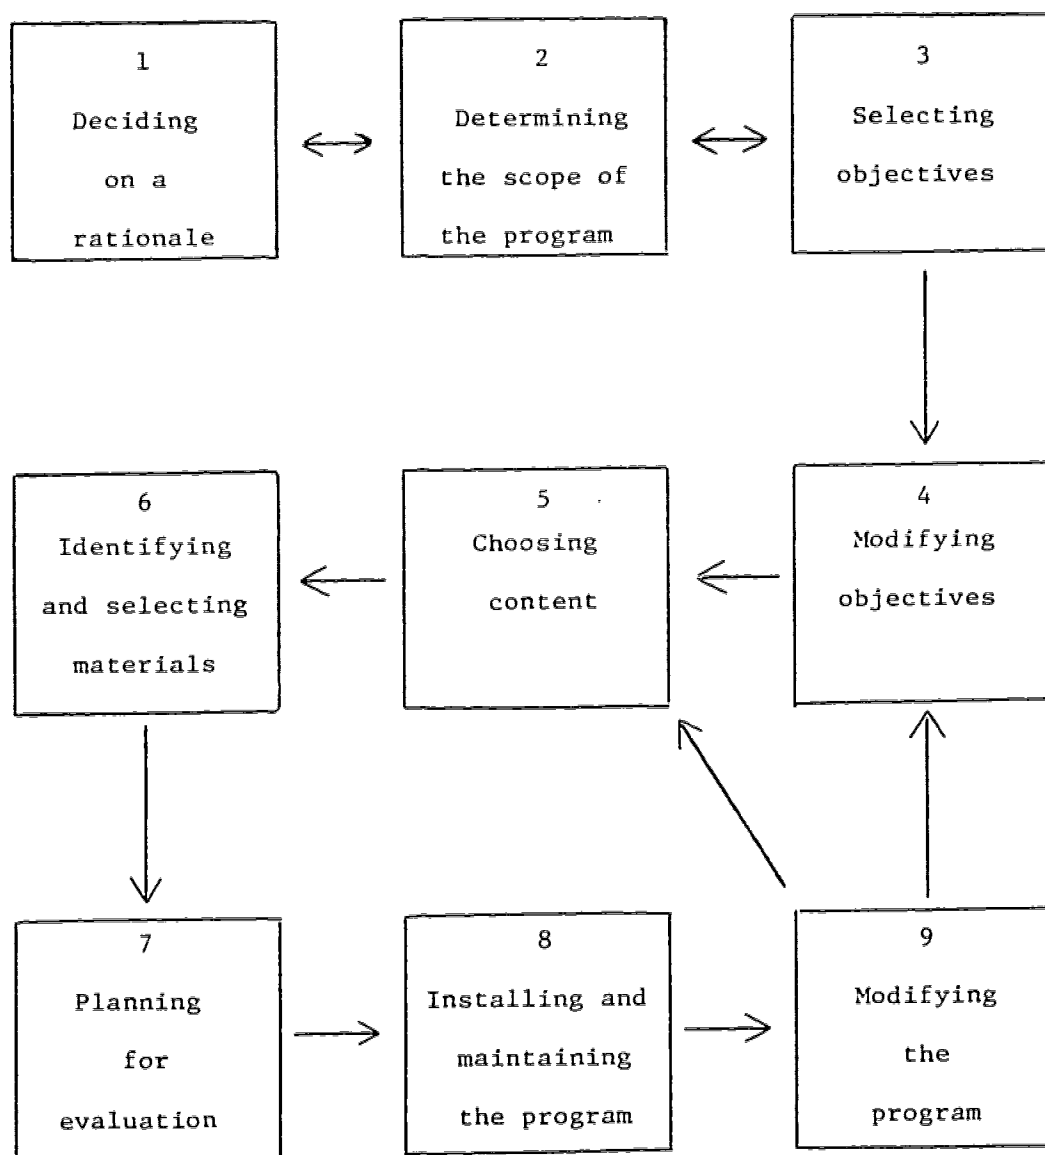 1
Deciding
on a
rationale
2
Determining
the scope of
the program
3
Selecting
objectives
4
Modifying
objectives
5
Choosing
content
6
Identifying
and selecting
materials
7
Planning
for
evaluation
8
Installing and
maintaining
the program
9
Modifying
the
program